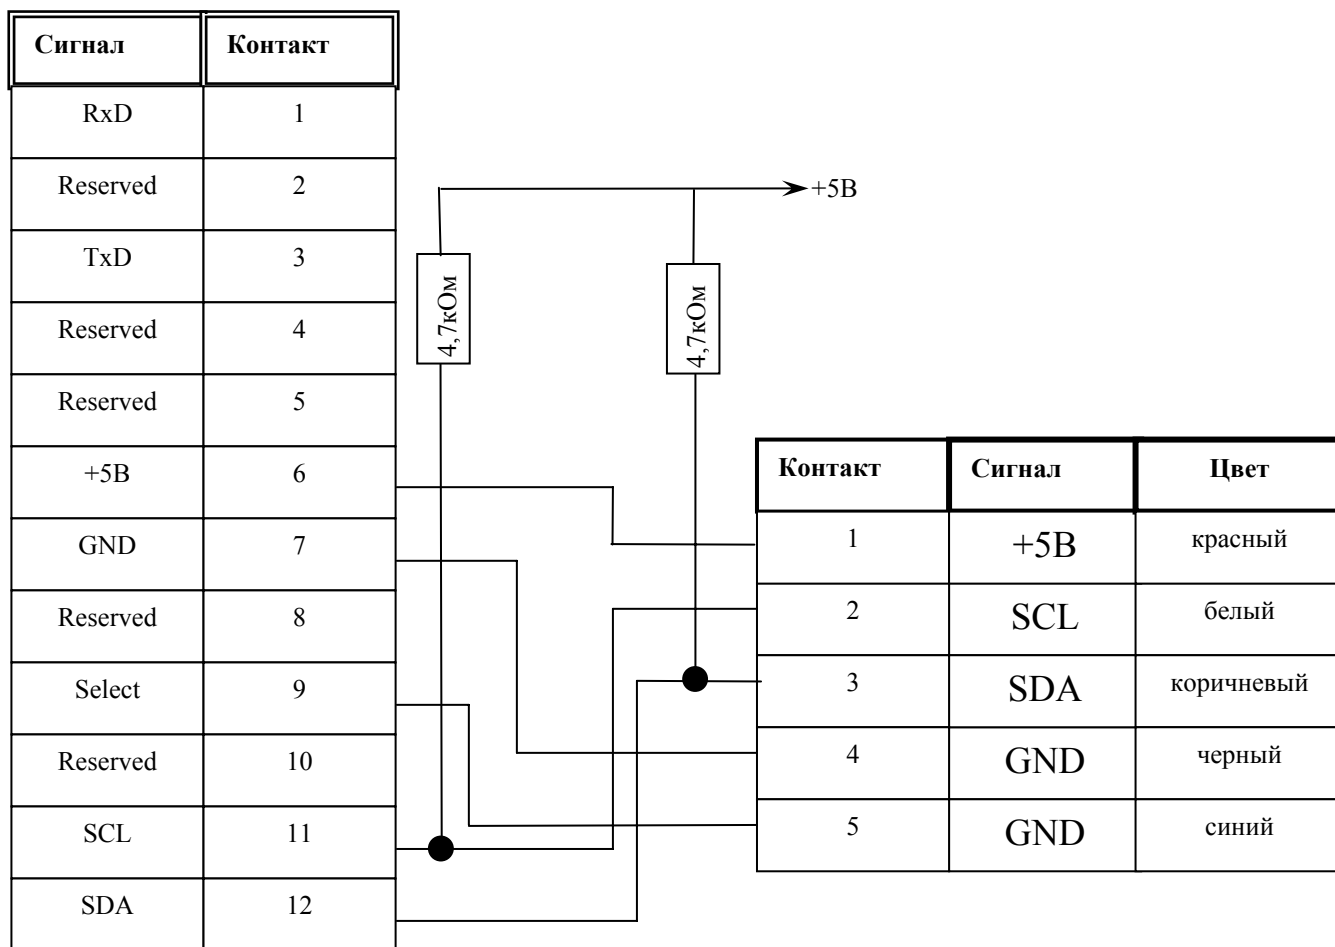 Сигнал Контакт
RxD 1
Reserved 2
TxD 3
Reserved 4
Reserved 5
+5В 6
GND 7
Reserved 8
Select 9
Reserved 10
SCL 11
SDA 12
+5В
4,7кОм
4,7кОм
Контакт Сигнал Цвет
1 +5В красный
2 SCL белый
3 SDA коричневый
4 GND черный
5 GND синий